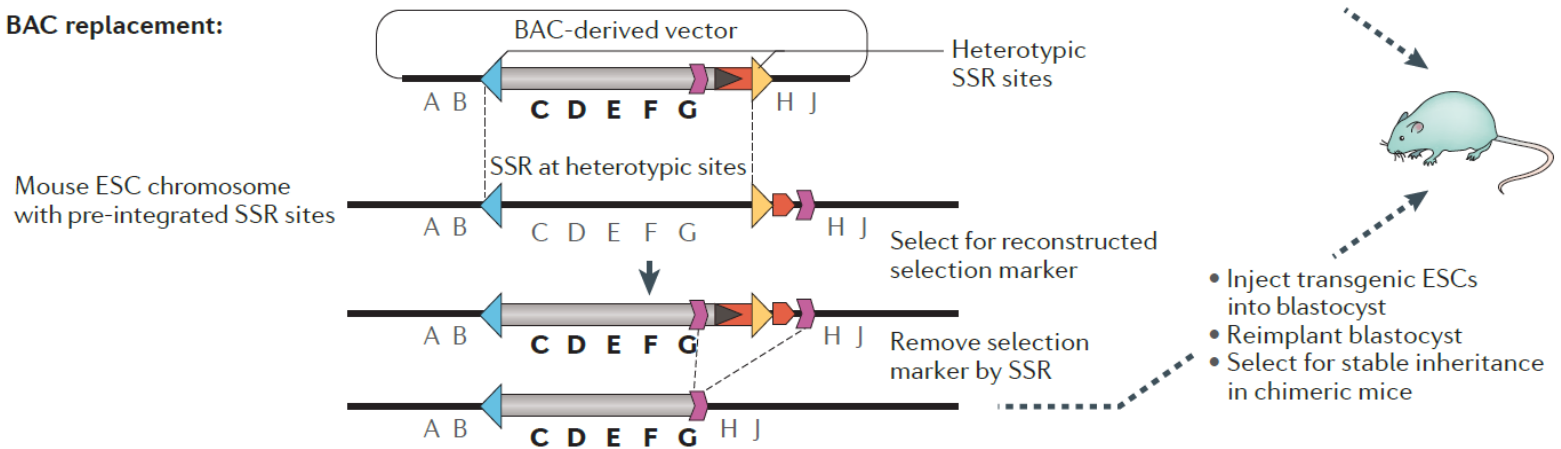 BAC replacement:
BAC-derived vector
Heterotypic
SSR sites
A B C D E F G H J
SSR at heterotypic sites
Mouse ESC chromosome
with pre-integrated SSR sites
A B C D E F G H J
Select for reconstructed
selection marker
A B C D E F G H J
Remove selection
marker by SSR
A B C D E F G H J
• Inject transgenic ESCs
into blastocyst
• Reimplant blastocyst
• Select for stable inheritance
in chimeric mice